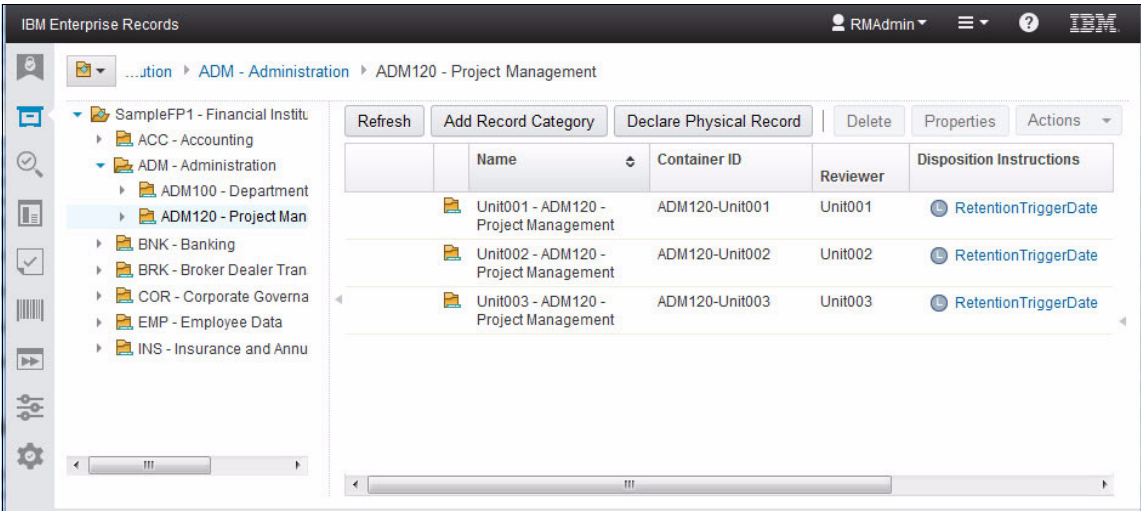 IBM Enterprise Records
RMAdmin
IBM
...ution ADM - Administration ADM120 - Project Management
SampleFP1 - Financial Institu
ACC - Accounting
ADM - Administration
ADM100 - Department
ADM120 - Project Man
BNK - Banking
BRK - Broker Dealer Tran
COR - Corporate Governa
EMP - Employee Data
INS - Insurance and Annu
Refresh Add Record Category Declare Physical Record Delete Properties Actions
Name Container ID Reviewer Disposition Instructions
Unit001 - ADM120 - ADM120-Unit001 Unit001 RetentionTriggerDate
Project Management
Unit002 - ADM120 - ADM120-Unit002 Unit002 RetentionTriggerDate
Project Management
Unit003 - ADM120 - ADM120-Unit003 Unit003 RetentionTriggerDate
Project Management